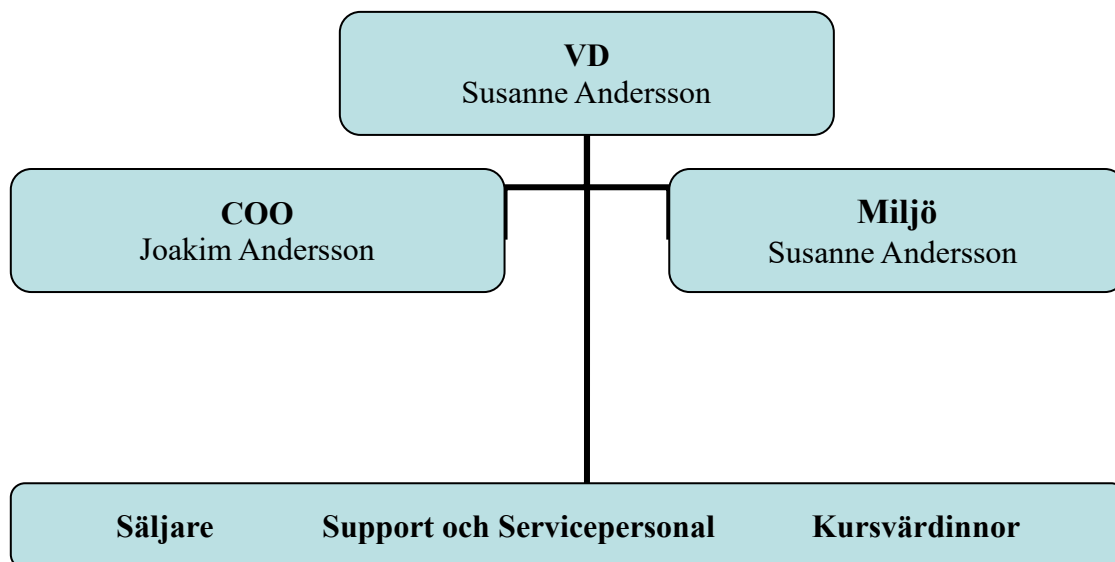 VD
Susanne Andersson
COO
Joakim Andersson
Miljö
Susanne Andersson
Säljare Support och Servicepersonal Kursvärdinnor